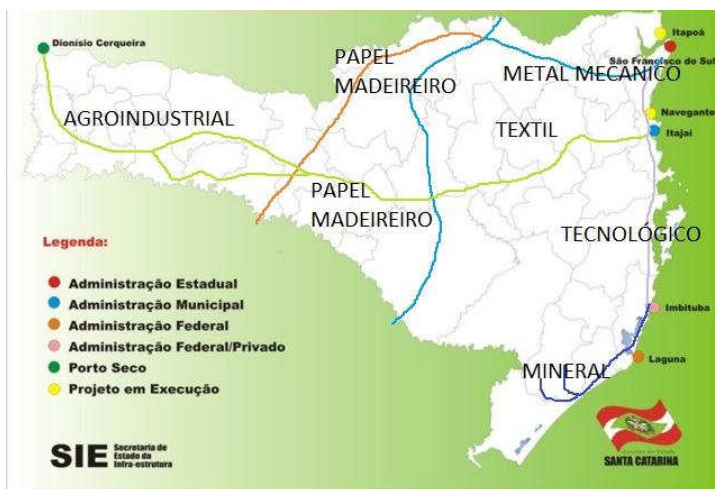 Dionísio Cerqueira
Itapoá
PAPEL
MADEIREIRO
São Francisco do Sul
METAL MECANICO
AGROINDUSTRIAL
TEXTIL
Navegante
Itajaí
PAPEL
MADEIREIRO
TECNOLÓGICO
Legenda:
Administração Estadual
Administração Municipal
Administração Federal
Administração Federal/Privado
Porto Seco
Projeto em Execução
Imbituba
Laguna
MINERAL
SIE
Secretaria de
Estado da
Infra-estrutura
SANTA CATARINA